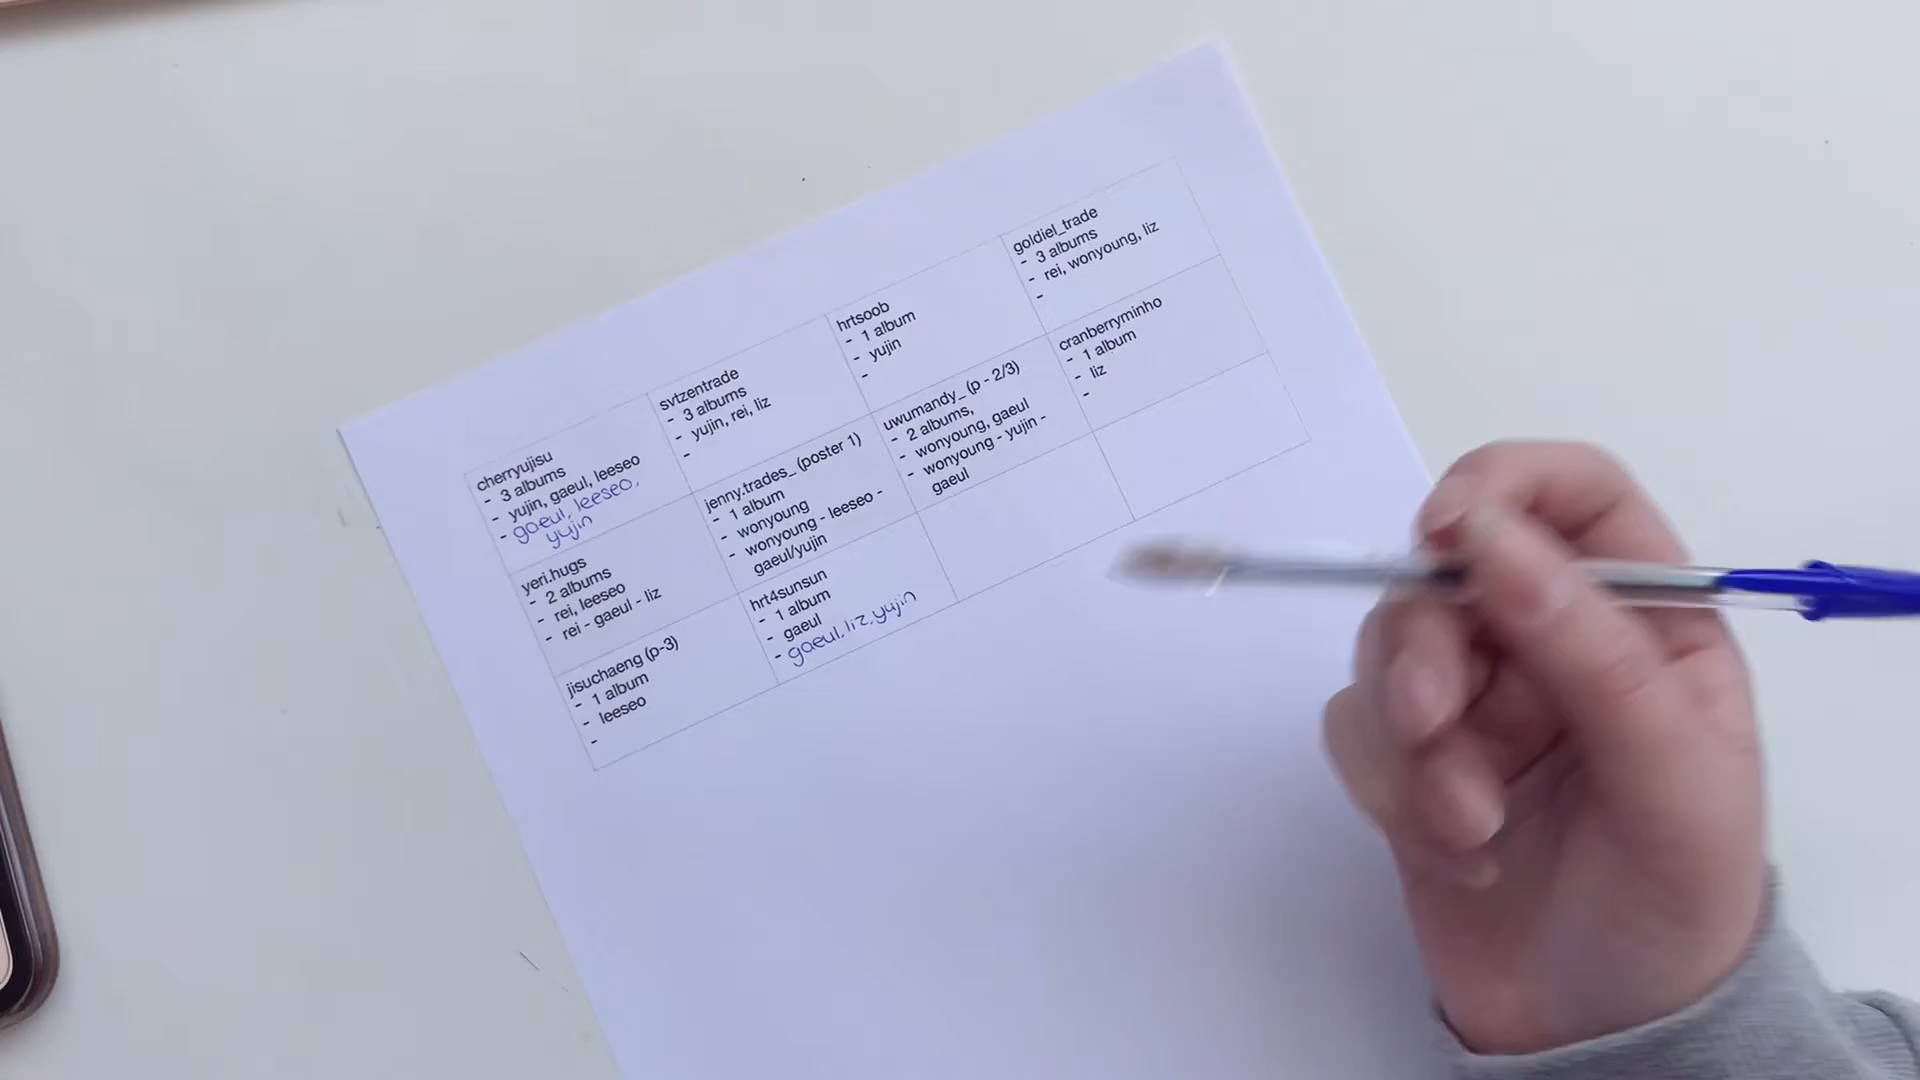 cherryujisu
- 3 albums
- yujin, gaeul, leeseo
- gaeul, leeseo,
yujin
svtzentrade
- 3 albums
- yujin, rei, liz
-
hrtsoob
- 1 album
- yujin
-
goldiel_trade
- 3 albums
- rei, wonyoung, liz
-
yeri.hugs
- 2 albums
- rei, leeseo
- rei - gaeul - liz
jenny.trades_ (poster 1)
- 1 album
- wonyoung
- wonyoung - leeseo -
gaeul/yujin
uwumandy_ (p - 2/3)
- 2 albums,
- wonyoung, gaeul
- wonyoung - yujin -
gaeul
cranberryminho
- 1 album
- liz
-
jisuchaeng (p-3)
- 1 album
- leeseo
-
hrt4sunsun
- 1 album
- gaeul
- gaeul, liz, yujin